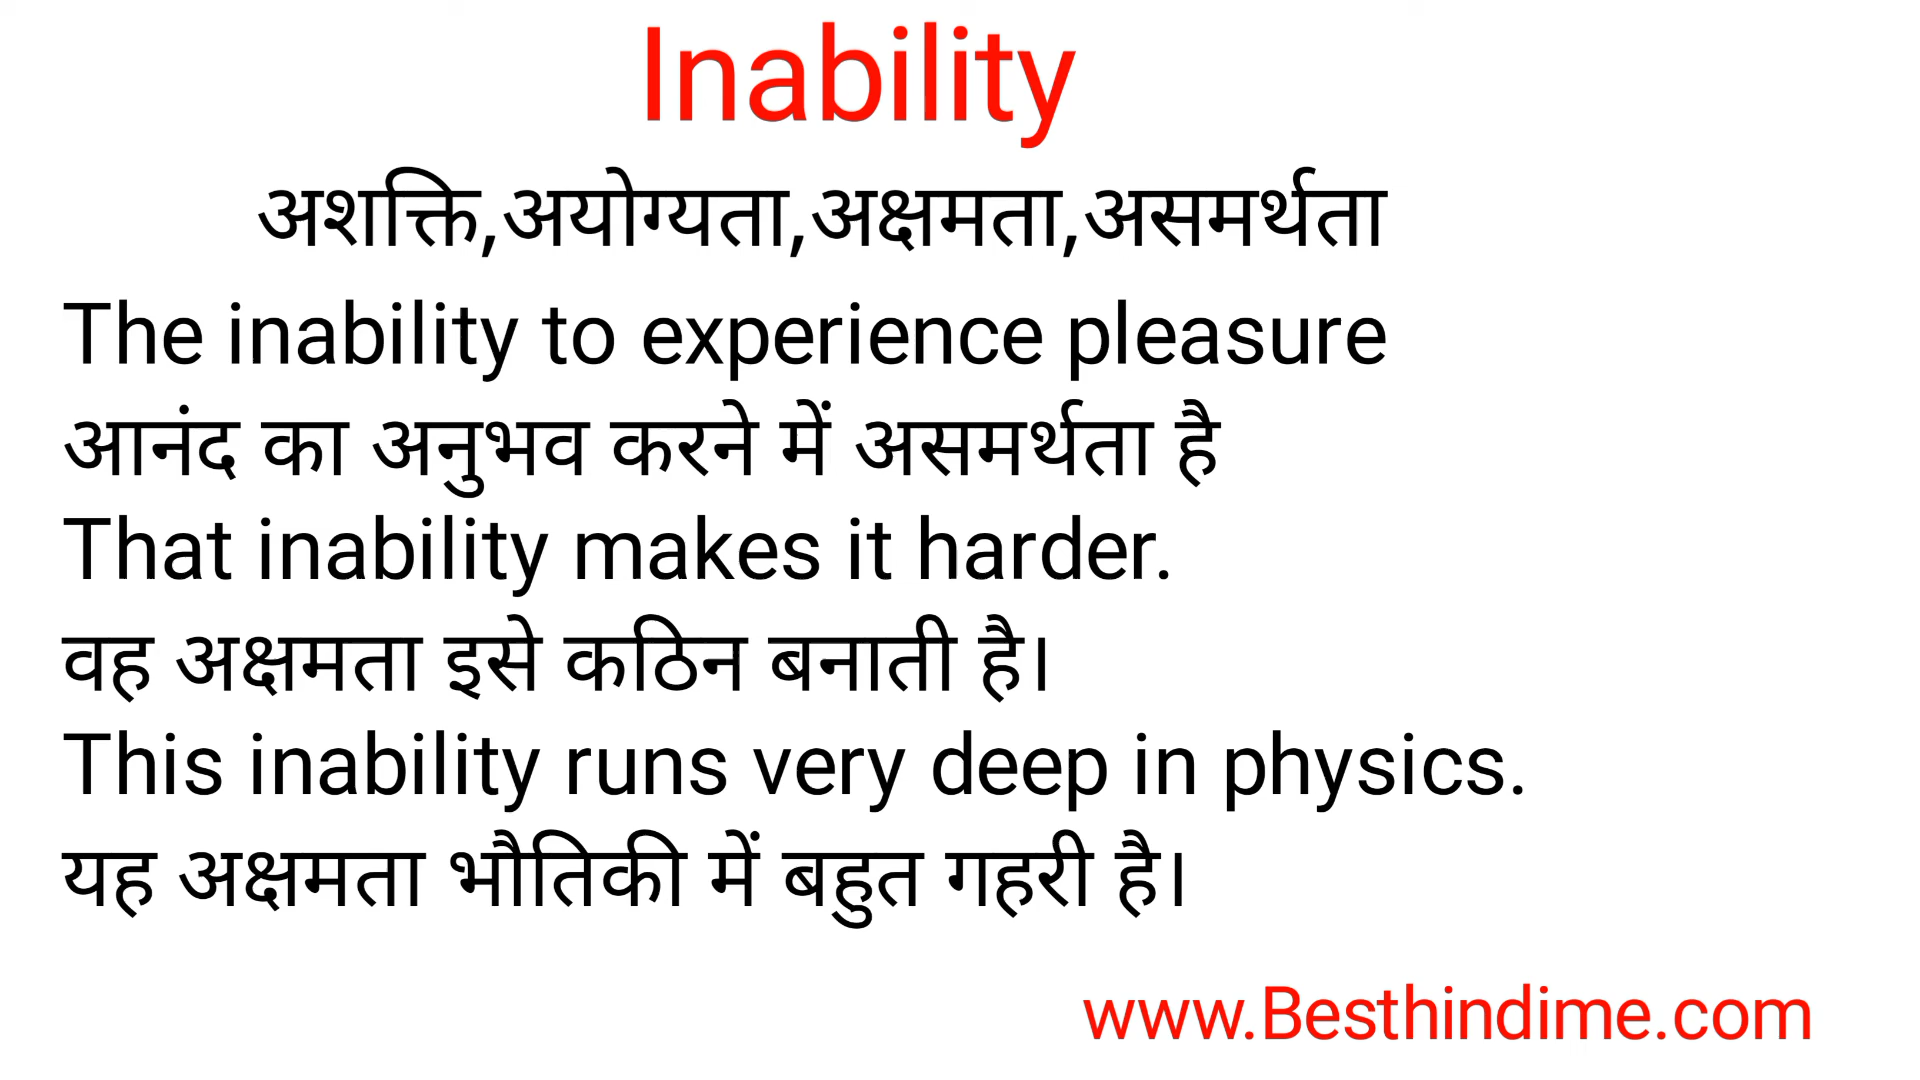 Inability
अशक्ति,अयोग्यता,अक्षमता,असमर्थता
The inability to experience pleasure
आनंद का अनुभव करने में असमर्थता है
That inability makes it harder.
वह अक्षमता इसे कठिन बनाती है।
This inability runs very deep in physics.
यह अक्षमता भौतिकी में बहुत गहरी है।
www.Besthindime.com